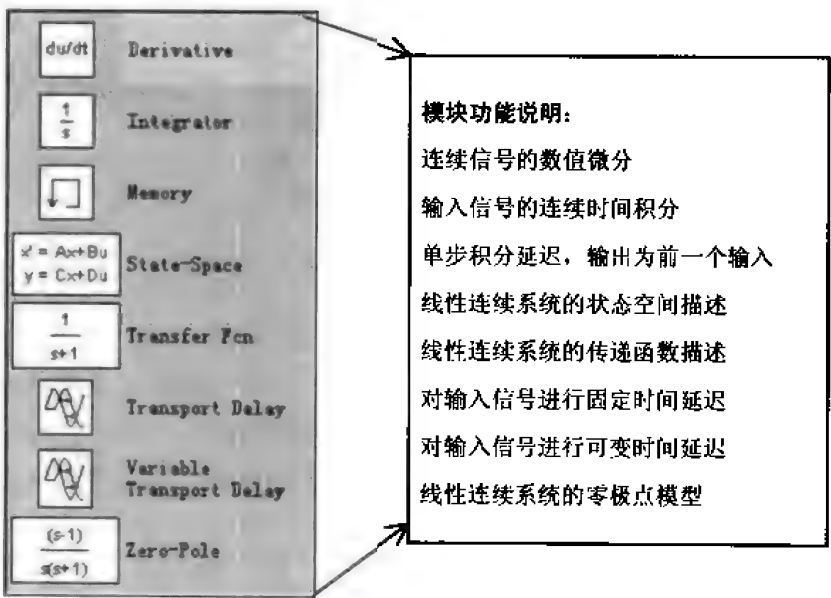 du/dt Derivative
1
s
Integrator
Memory
x' = Ax+Bu
y = Cx+Du
State-Space
1
s+1
Transfer Fcn
Transport Delay
Variable
Transport Delay
(s-1)
s(s+1)
Zero-Pole
模块功能说明：
连续信号的数值微分
输入信号的连续时间积分
单步积分延迟，输出为前一个输入
线性连续系统的状态空间描述
线性连续系统的传递函数描述
对输入信号进行固定时间延迟
对输入信号进行可变时间延迟
线性连续系统的零极点模型